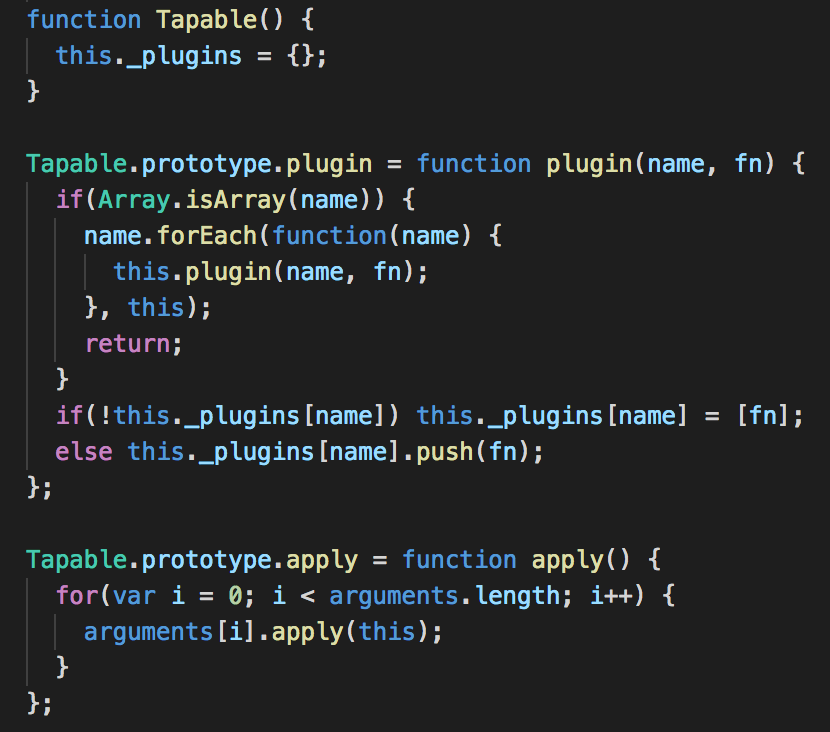 function Tapable() {
  this._plugins = {};
}

Tapable.prototype.plugin = function plugin(name, fn) {
  if(Array.isArray(name)) {
    name.forEach(function(name) {
      this.plugin(name, fn);
    }, this);
    return;
  }
  if(!this._plugins[name]) this._plugins[name] = [fn];
  else this._plugins[name].push(fn);
};

Tapable.prototype.apply = function apply() {
  for(var i = 0; i < arguments.length; i++) {
    arguments[i].apply(this);
  }
};